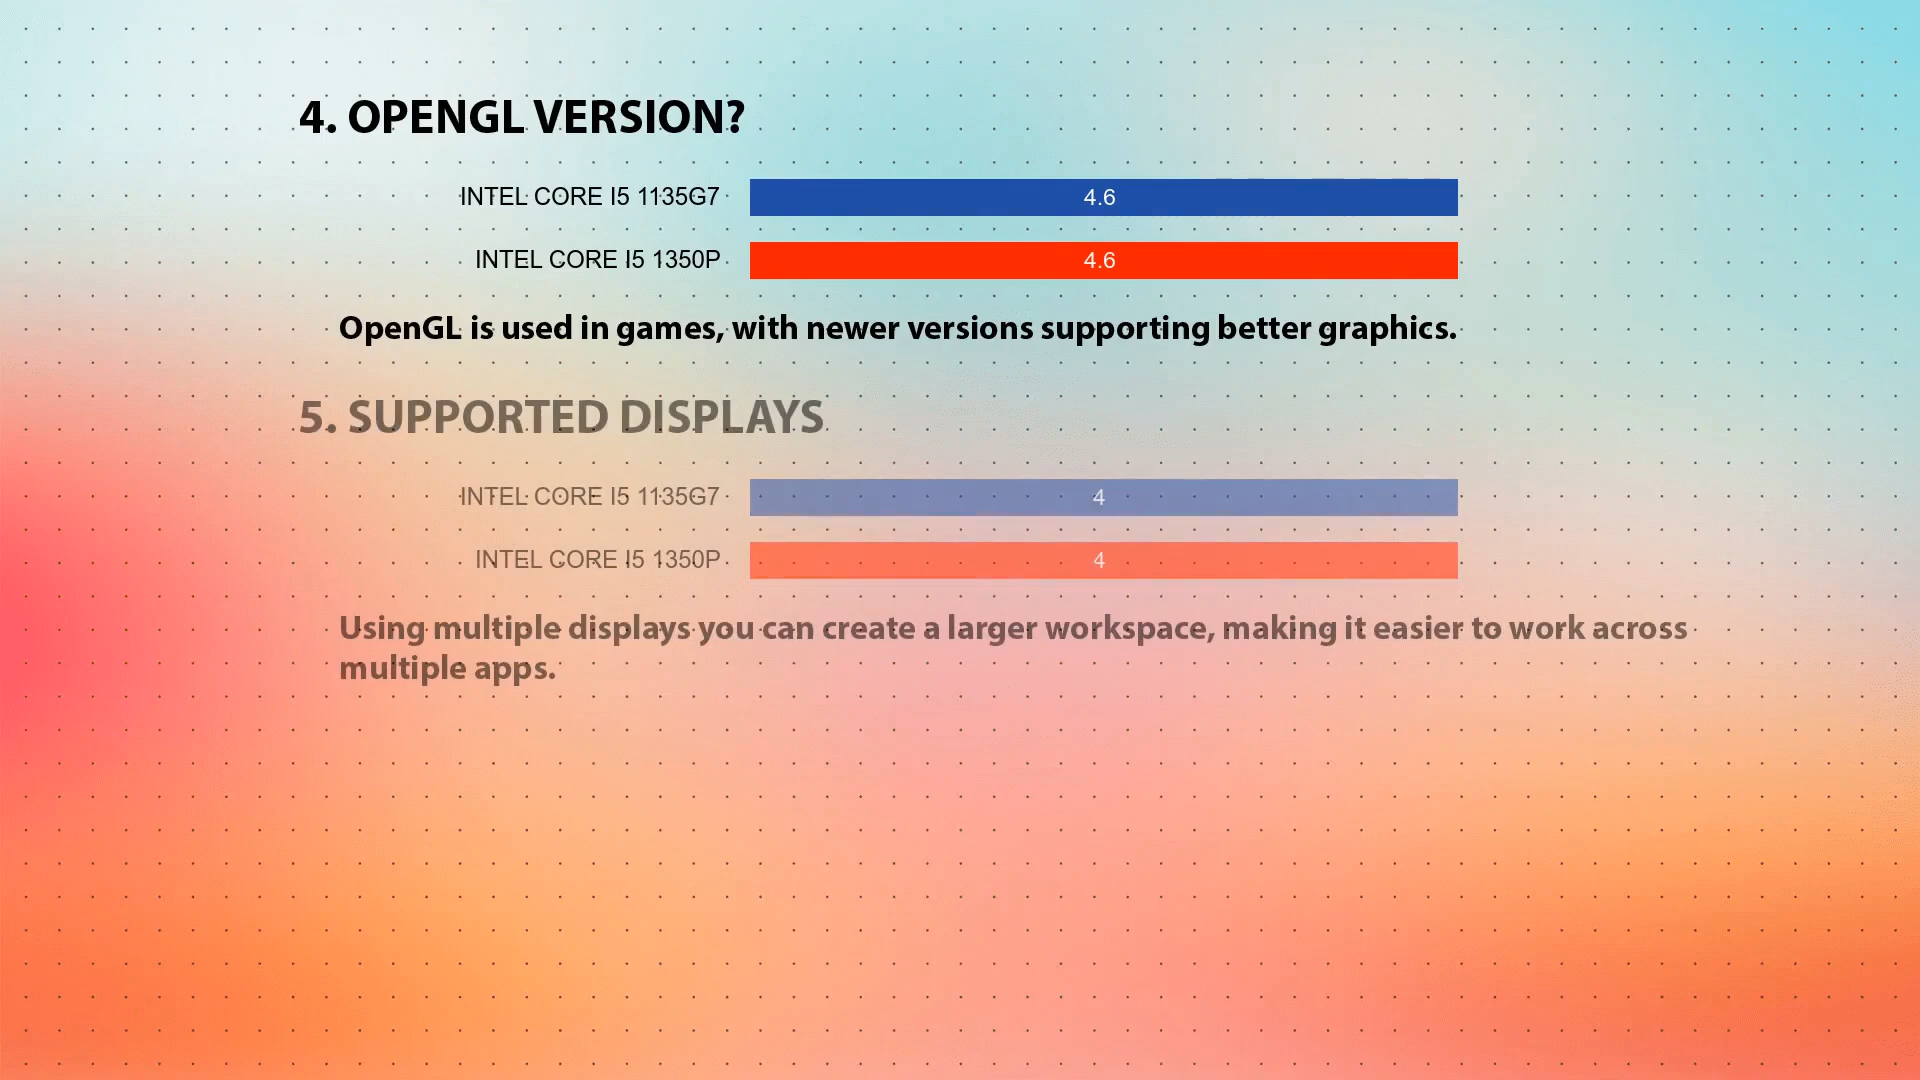 4. OPENGL VERSION?
INTEL CORE I5 1135G7
4.6
INTEL CORE I5 1350P
4.6
OpenGL is used in games, with newer versions supporting better graphics.
5. SUPPORTED DISPLAYS
INTEL CORE I5 1135G7
4
INTEL CORE I5 1350P
4
Using multiple displays you can create a larger workspace, making it easier to work across
multiple apps.